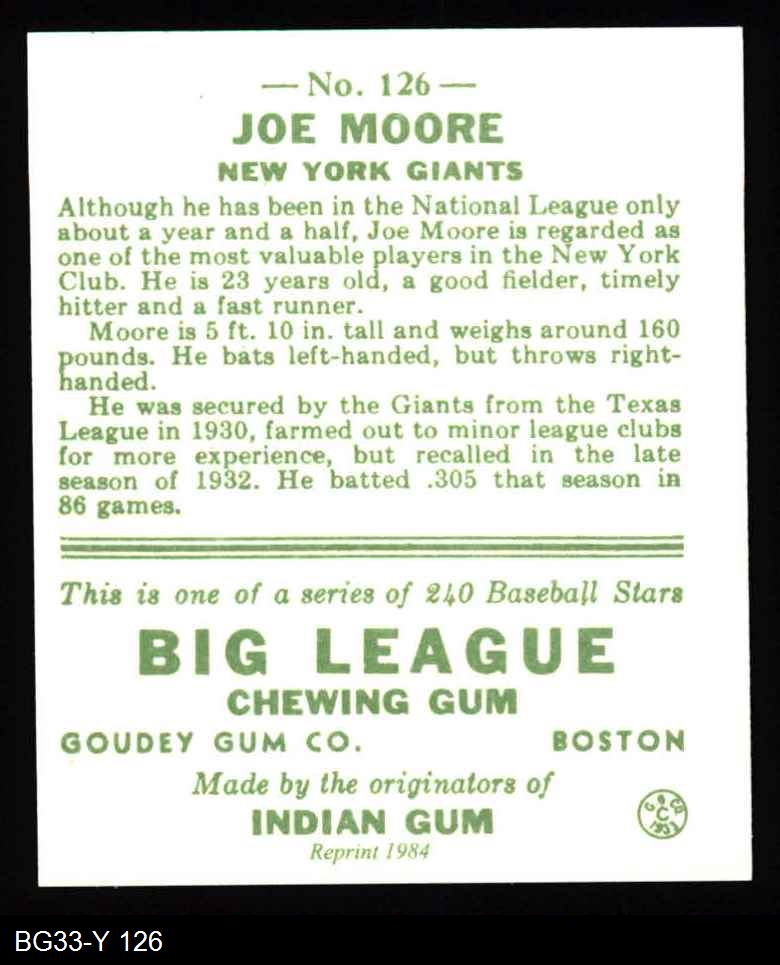 — No. 126 —
JOE MOORE
NEW YORK GIANTS
Although he has been in the National League only
about a year and a half, Joe Moore is regarded as
one of the most valuable players in the New York
Club. He is 23 years old, a good fielder, timely
hitter and a fast runner.
Moore is 5 ft. 10 in. tall and weighs around 160
pounds. He bats left-handed, but throws right-
handed.
He was secured by the Giants from the Texas
League in 1930, farmed out to minor league clubs
for more experience, but recalled in the late
season of 1932. He batted .305 that season in
86 games.
This is one of a series of 240 Baseball Stars
BIG LEAGUE
CHEWING GUM
GOUDEY GUM CO. BOSTON
Made by the originators of
INDIAN GUM
G G CO
C
1933
Reprint 1984
BG33-Y 126